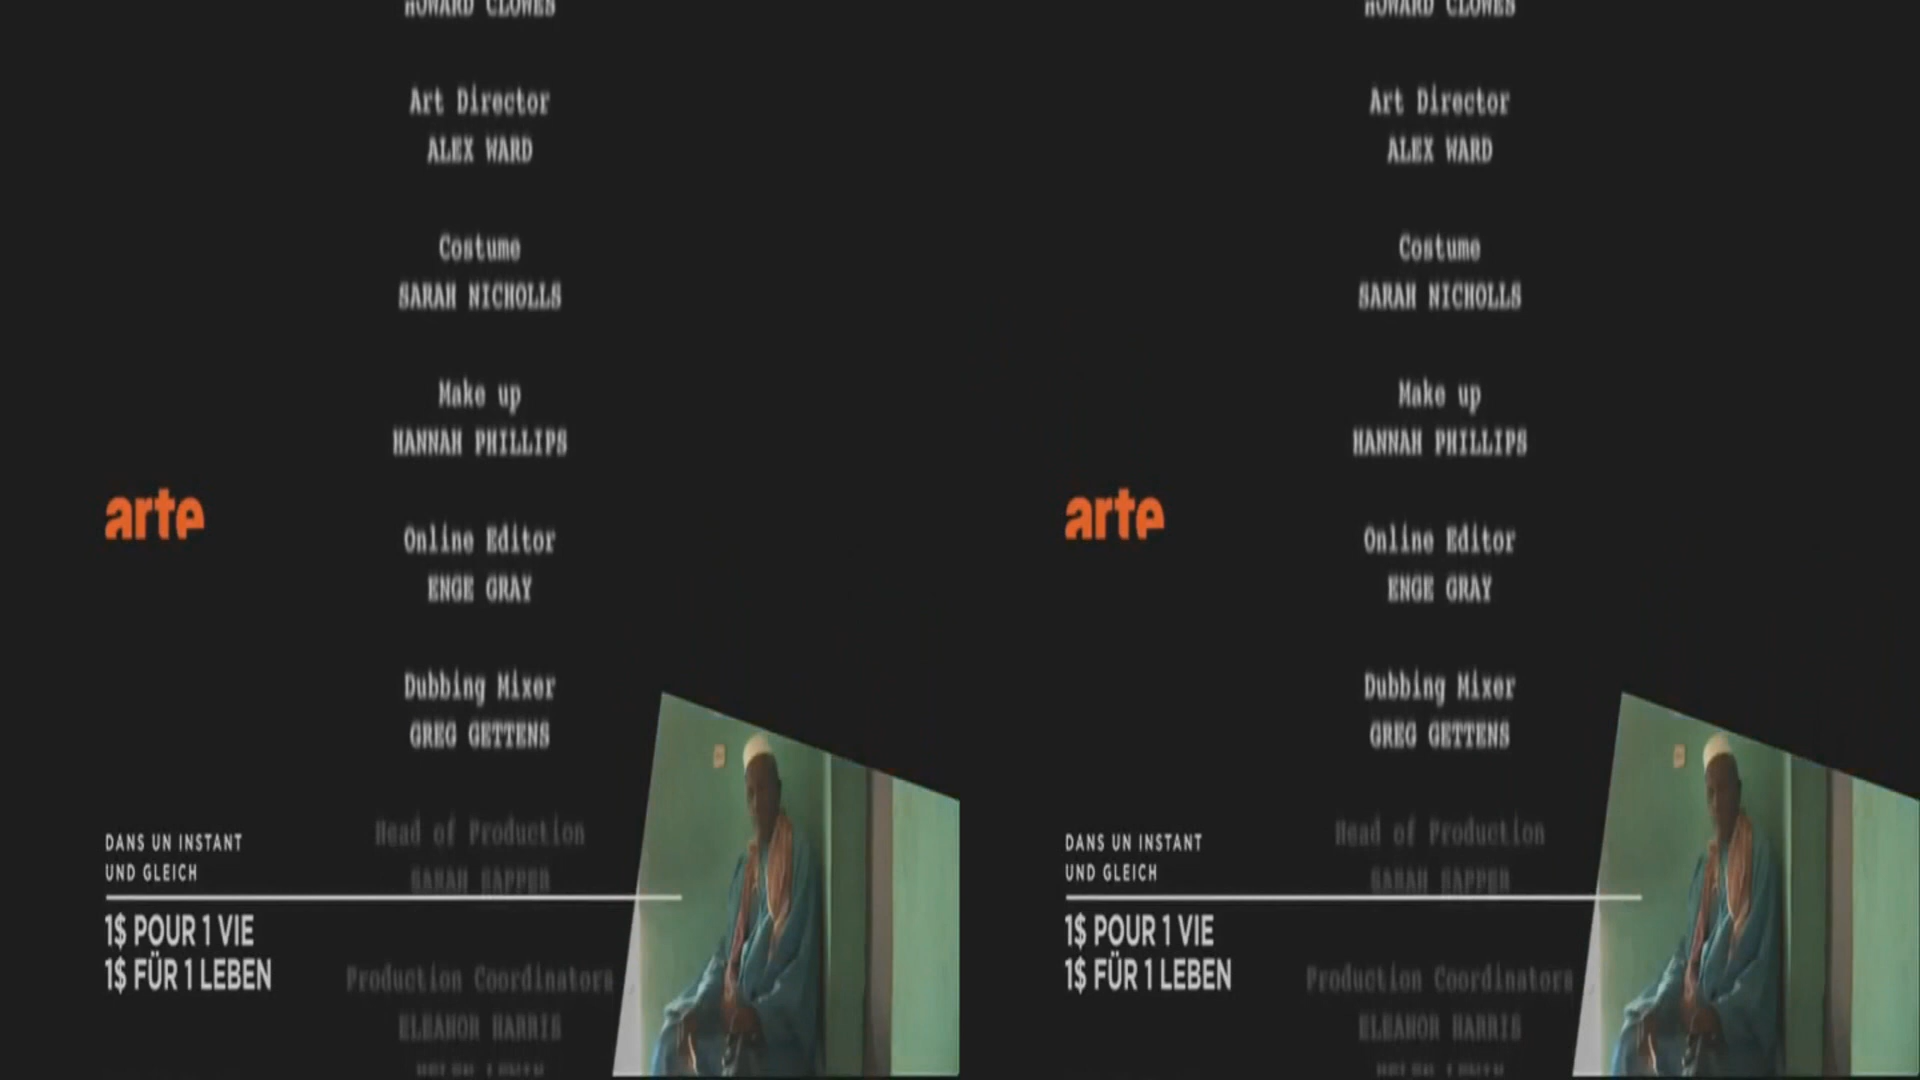 HOWARD CLOWES
Art Director
ALEX WARD
Costume
SARAH NICHOLLS
Make up
HANNAH PHILLIPS
arte
Online Editor
ENGE GRAY
Dubbing Mixer
GREG GETTENS
Head of Production
SARAH SAPPER
DANS UN INSTANT
UND GLEICH
1$ POUR 1 VIE
1$ FÜR 1 LEBEN
Production Coordinators
ELEANOR HARRIS
HOWARD CLOWES
Art Director
ALEX WARD
Costume
SARAH NICHOLLS
Make up
HANNAH PHILLIPS
arte
Online Editor
ENGE GRAY
Dubbing Mixer
GREG GETTENS
Head of Production
SARAH SAPPER
DANS UN INSTANT
UND GLEICH
1$ POUR 1 VIE
1$ FÜR 1 LEBEN
Production Coordinators
ELEANOR HARRIS